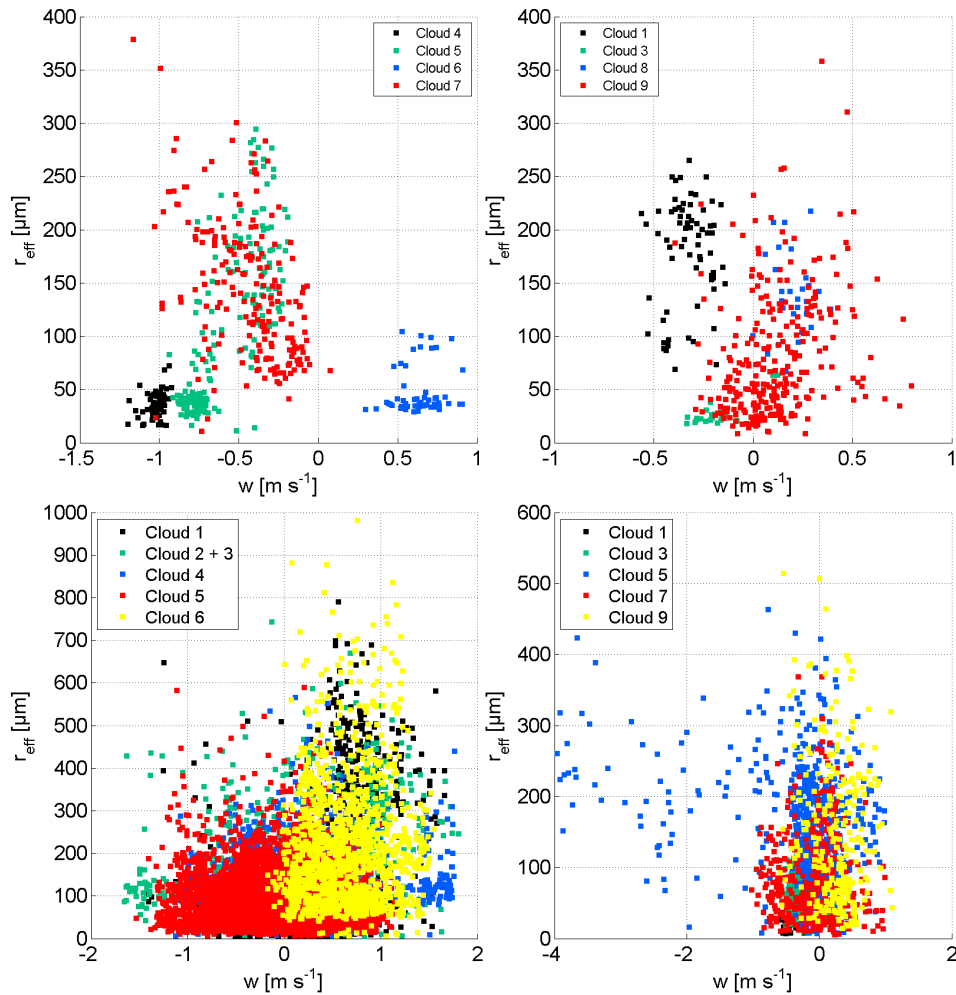 400
350
300
250
200
150
100
50
0
r_eff [µm]
-1.5 -1 -0.5 0 0.5 1
w [m s⁻¹]
Cloud 4
Cloud 5
Cloud 6
Cloud 7
400
350
300
250
200
150
100
50
0
r_eff [µm]
-1 -0.5 0 0.5 1
w [m s⁻¹]
Cloud 1
Cloud 3
Cloud 8
Cloud 9
1000
900
800
700
600
500
400
300
200
100
0
r_eff [µm]
-2 -1 0 1 2
w [m s⁻¹]
Cloud 1
Cloud 2 + 3
Cloud 4
Cloud 5
Cloud 6
600
500
400
300
200
100
0
r_eff [µm]
-4 -2 0 2
w [m s⁻¹]
Cloud 1
Cloud 3
Cloud 5
Cloud 7
Cloud 9